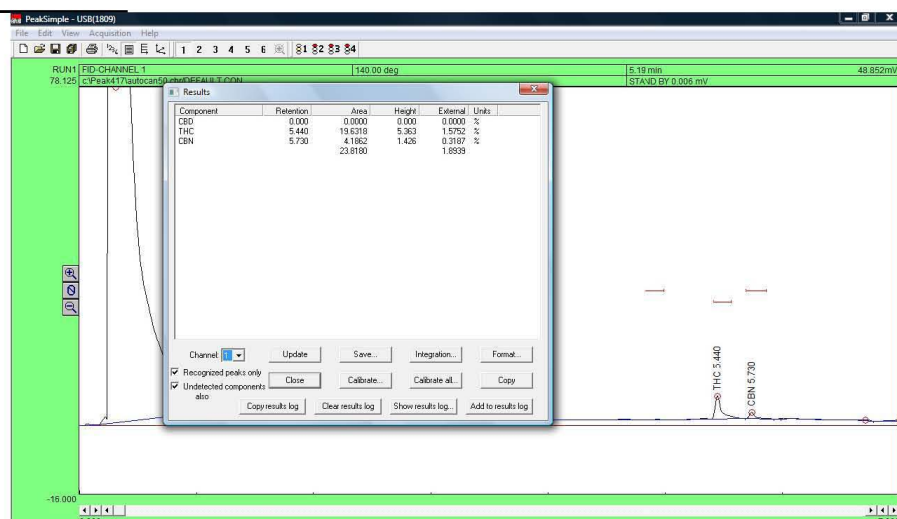 PeakSimple - USB(1809)
File Edit View Acquisition Help
1 2 3 4 5 6 81 82 83 84
RUN1 FID-CHANNEL 1 140.00 deg 5.19 min 48.852mV
78.125 c:\Peak417\autocan50.chr/DEFAULT.CON STAND BY 0.006 mV
Results
Component Retention Area Height External Units
CBD 0.000 0.0000 0.000 0.0000 %
THC 5.440 19.6318 5.363 1.5752 %
CBN 5.730 4.1862 1.426 0.3187 %
23.8180 1.8939
Channel: 1 Update Save... Integration... Format...
Recognized peaks only
Undetected components also
Close Calibrate... Calibrate all... Copy
Copy results log Clear results log Show results log... Add to results log
THC 5.440
CBN 5.730
-16.000